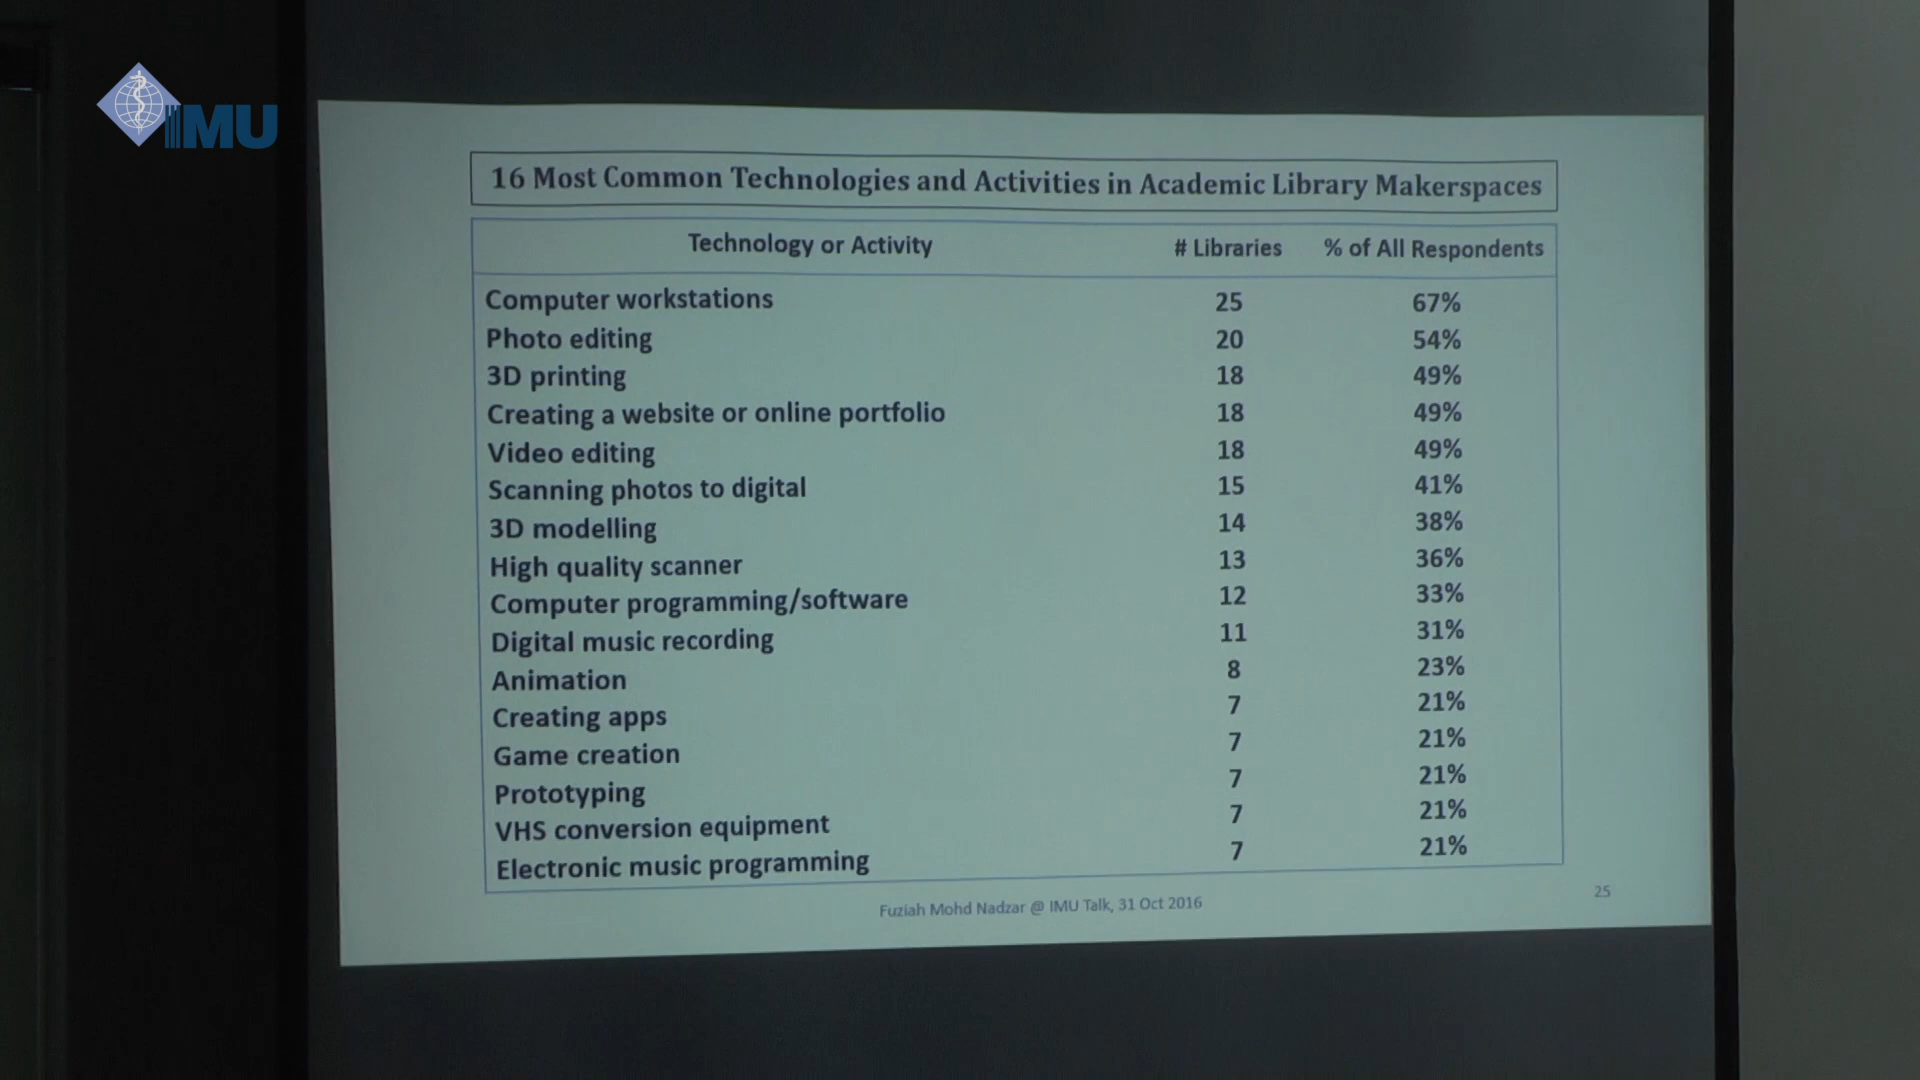 IMU
16 Most Common Technologies and Activities in Academic Library Makerspaces
Technology or Activity # Libraries % of All Respondents
Computer workstations 25 67%
Photo editing 20 54%
3D printing 18 49%
Creating a website or online portfolio 18 49%
Video editing 18 49%
Scanning photos to digital 15 41%
3D modelling 14 38%
High quality scanner 13 36%
Computer programming/software 12 33%
Digital music recording 11 31%
Animation 8 23%
Creating apps 7 21%
Game creation 7 21%
Prototyping 7 21%
VHS conversion equipment 7 21%
Electronic music programming 7 21%
Fuziah Mohd Nadzar @ IMU Talk, 31 Oct 2016
25